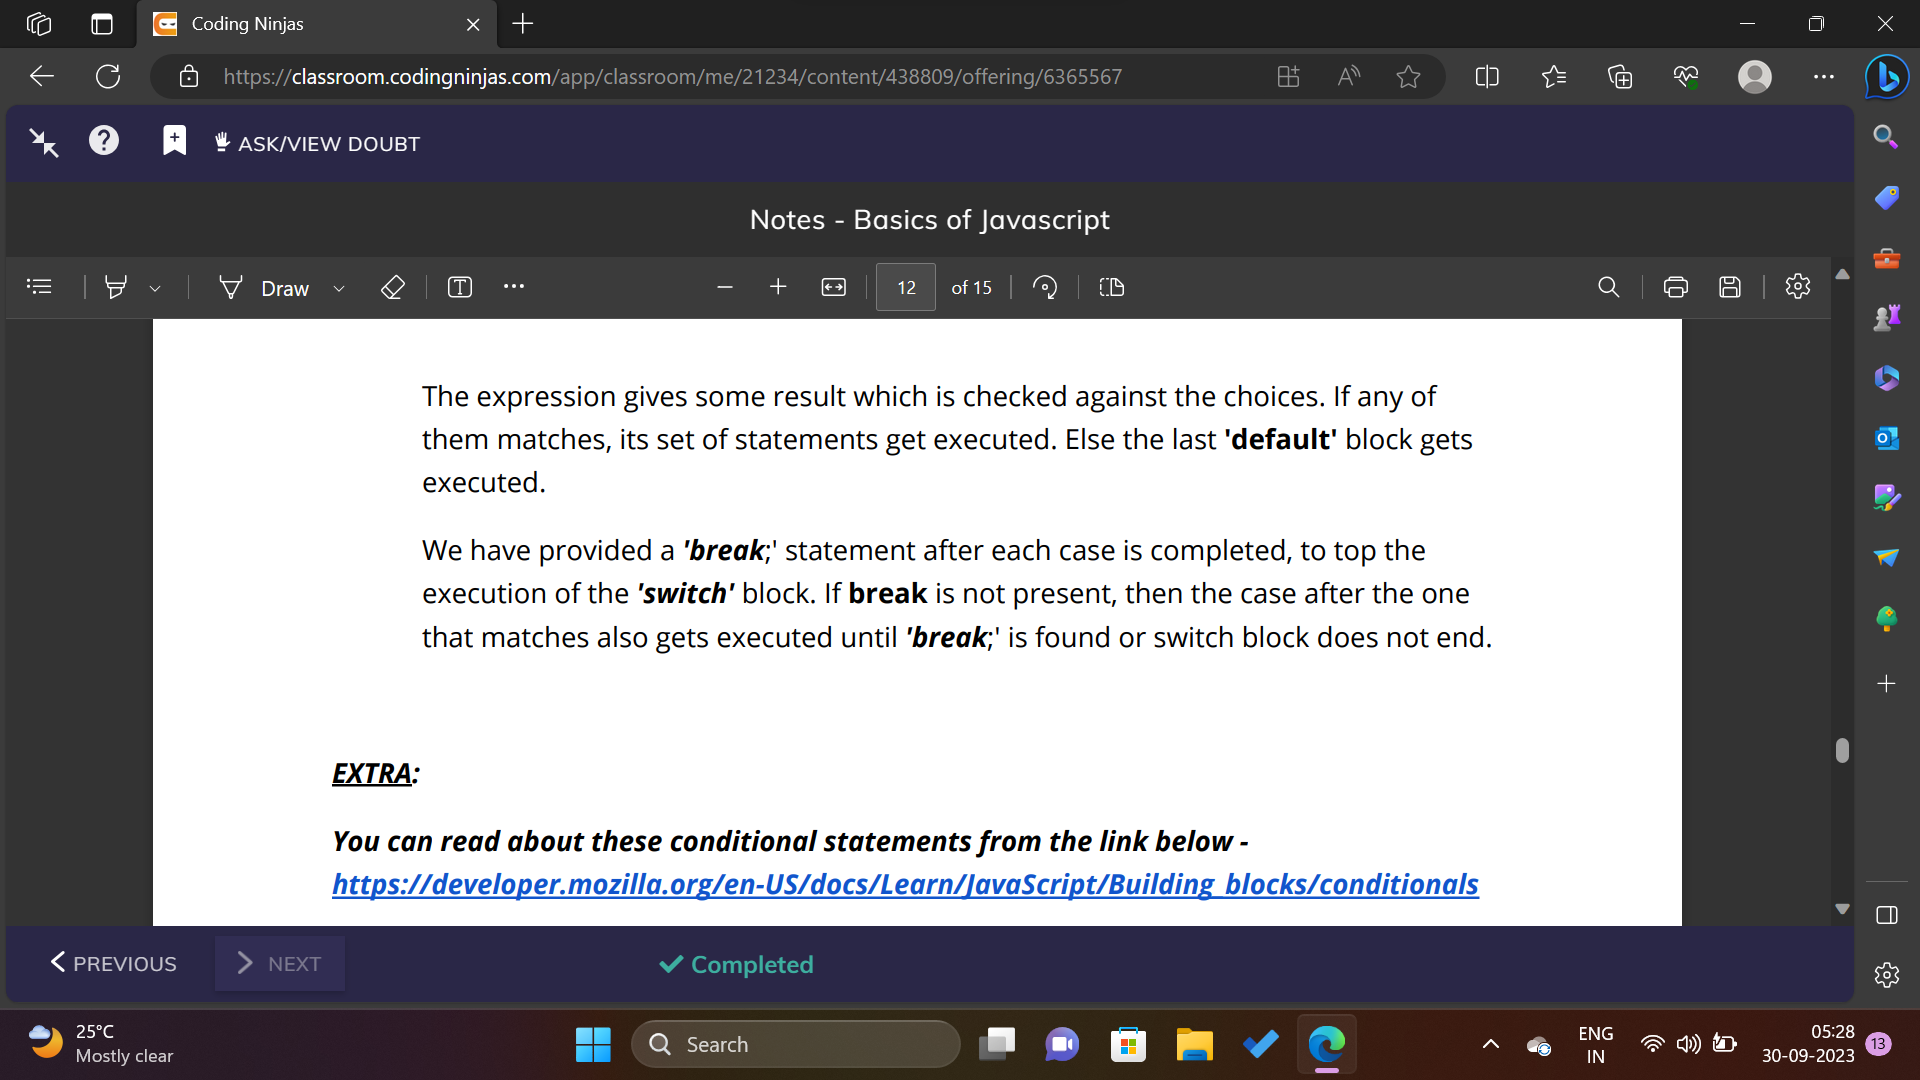 Coding Ninjas
https://classroom.codingninjas.com/app/classroom/me/21234/content/438809/offering/6365567
ASK/VIEW DOUBT
Notes - Basics of Javascript
Draw
12 of 15
The expression gives some result which is checked against the choices. If any of
them matches, its set of statements get executed. Else the last 'default' block gets
executed.
We have provided a 'break;' statement after each case is completed, to top the
execution of the 'switch' block. If break is not present, then the case after the one
that matches also gets executed until 'break;' is found or switch block does not end.
EXTRA:
You can read about these conditional statements from the link below -
https://developer.mozilla.org/en-US/docs/Learn/JavaScript/Building_blocks/conditionals
PREVIOUS
NEXT
Completed
25°C
Mostly clear
Search
ENG
IN
05:28
30-09-2023
13